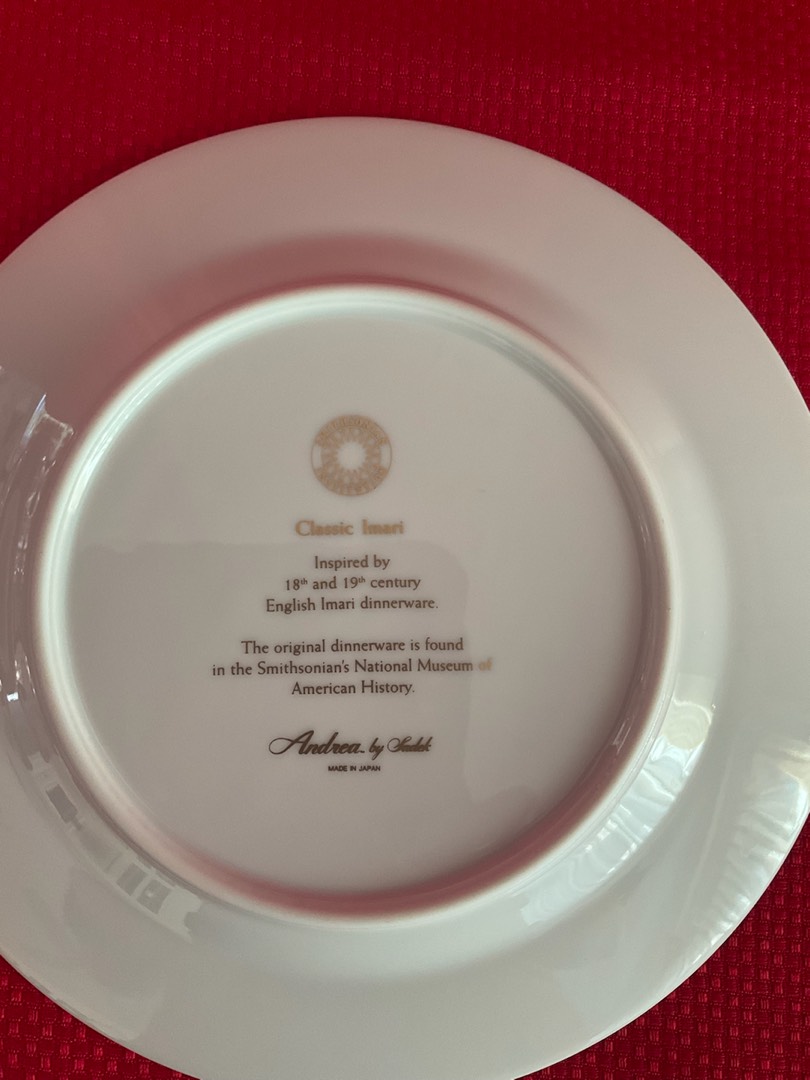 Classic Imari
Inspired by
18th and 19th century
English Imari dinnerware.
The original dinnerware is found
in the Smithsonian's National Museum of
American History.
Andrea by Sadek
MADE IN JAPAN